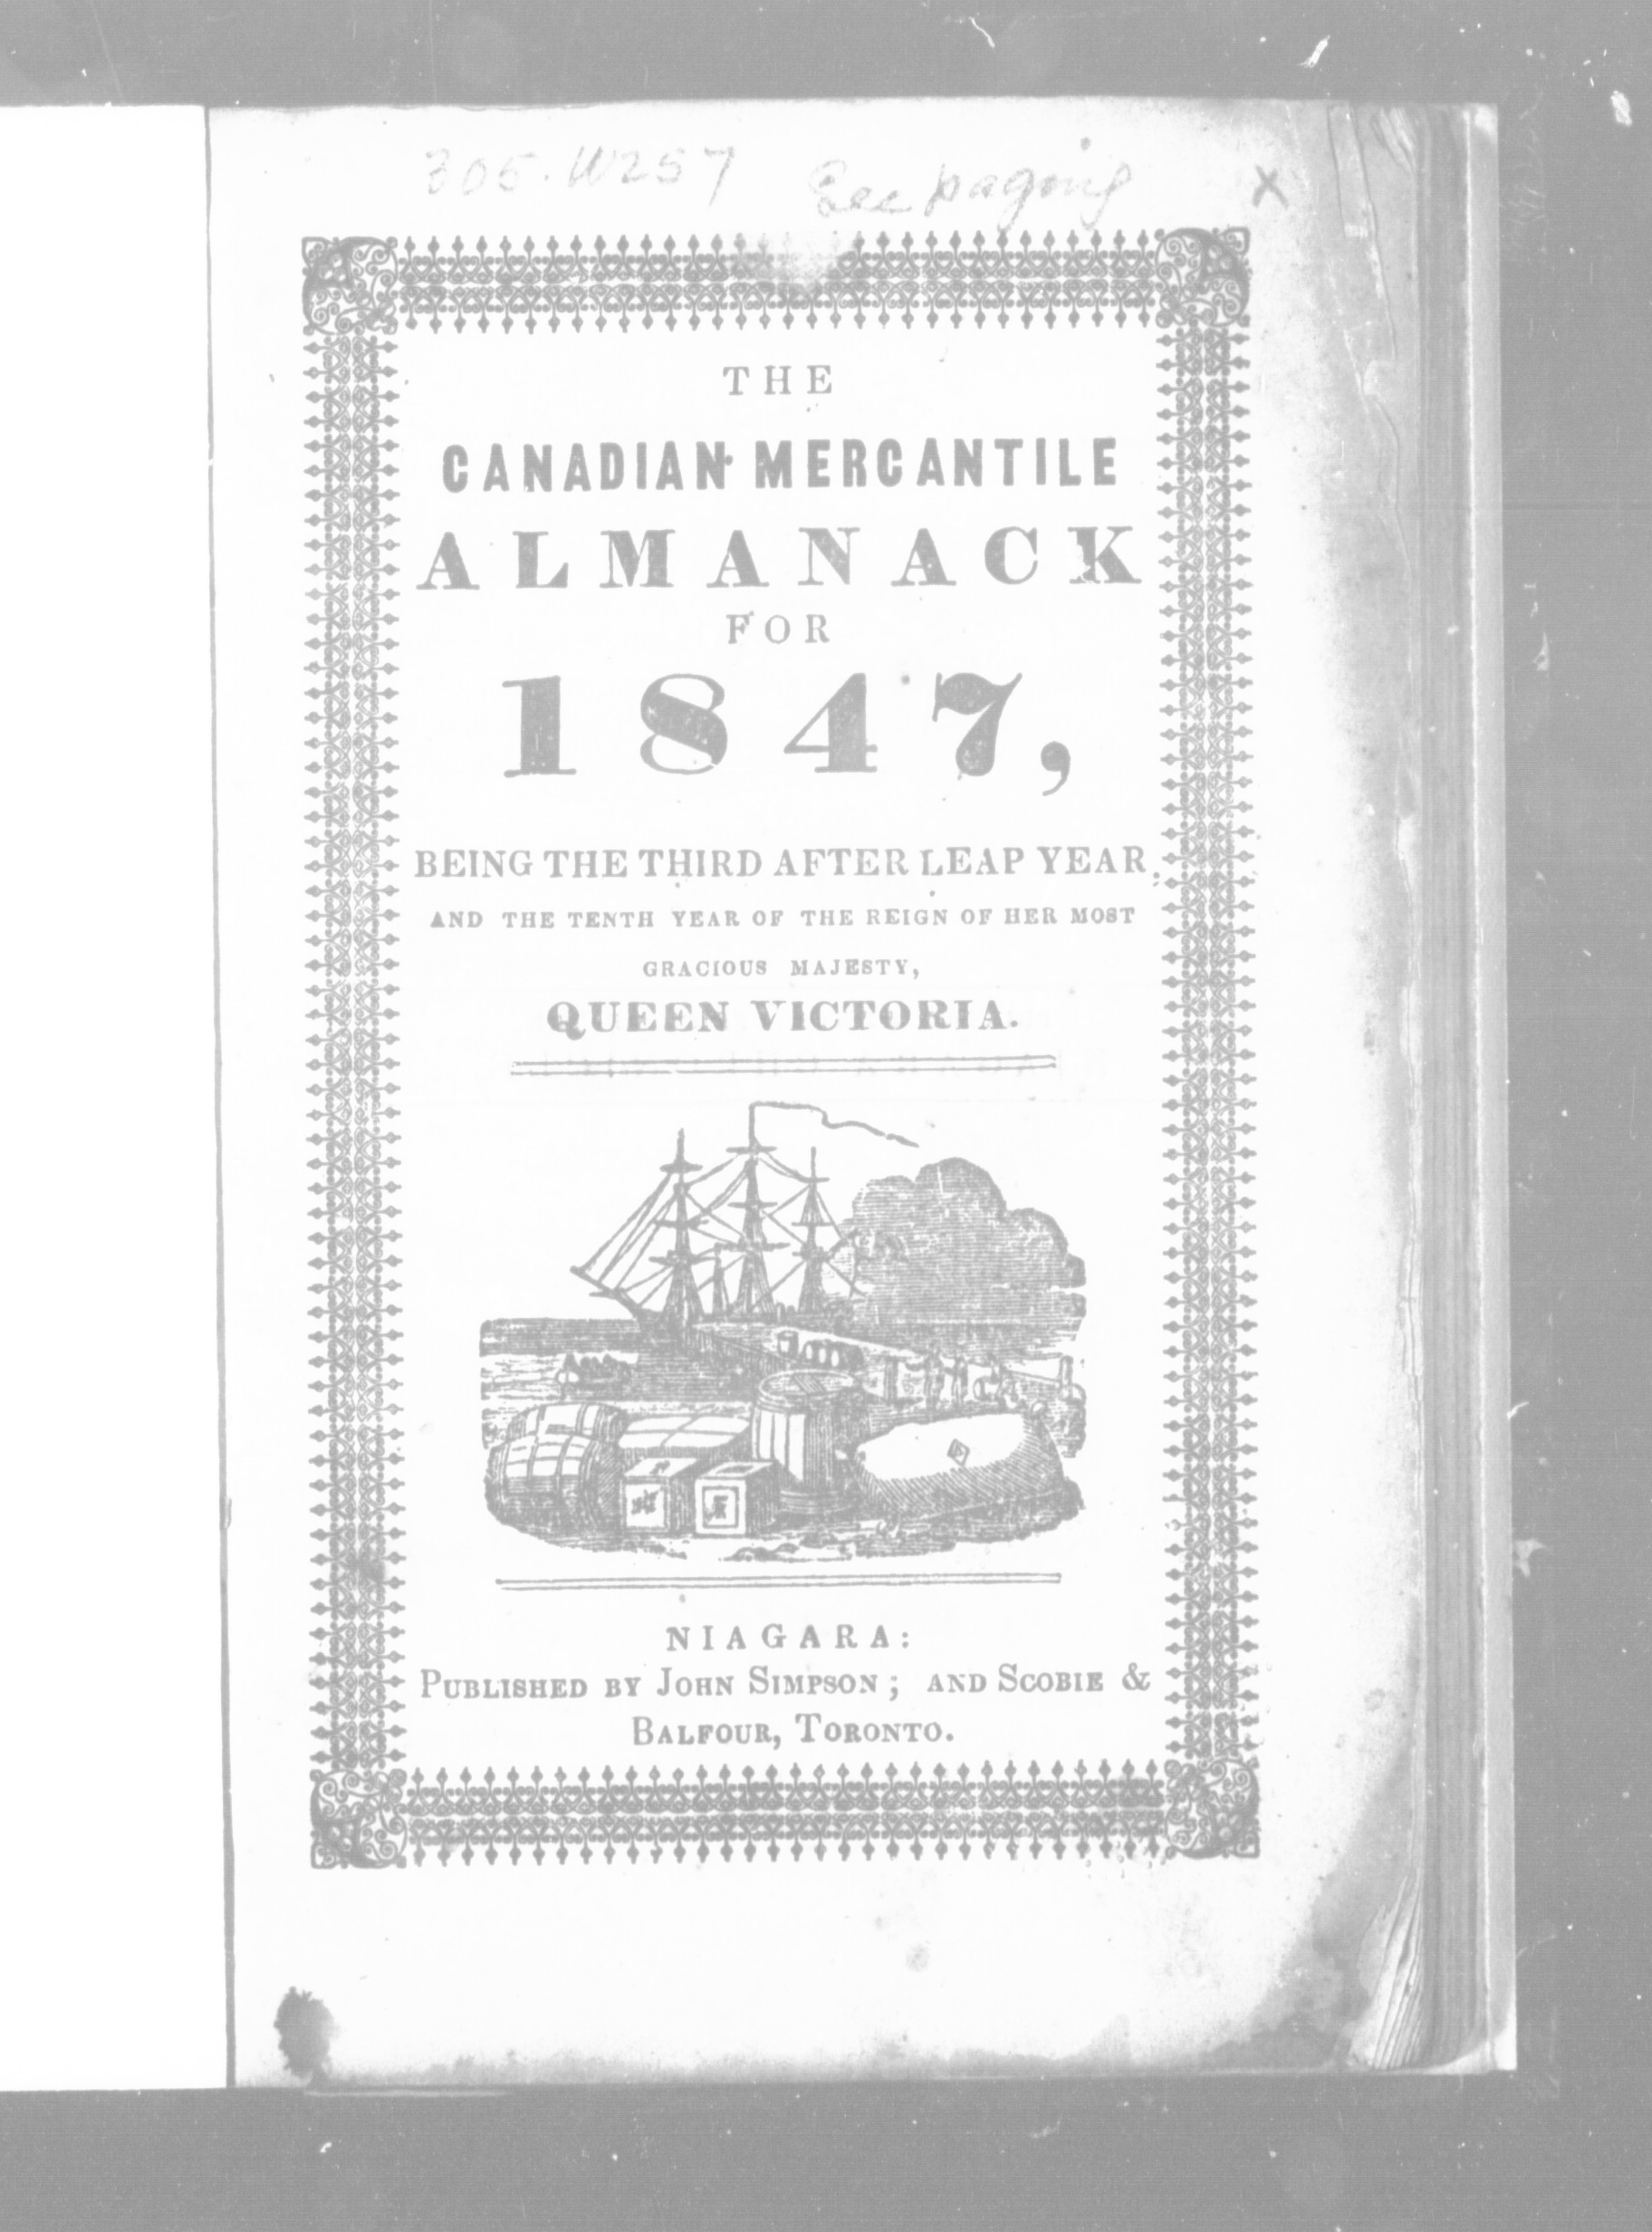 305. W257 See paging X
THE
CANADIAN MERCANTILE
ALMANACK
FOR
1847,
BEING THE THIRD AFTER LEAP YEAR,
AND THE TENTH YEAR OF THE REIGN OF HER MOST
GRACIOUS MAJESTY,
QUEEN VICTORIA.
NIAGARA:
PUBLISHED BY JOHN SIMPSON; AND SCOBIE &
BALFOUR, TORONTO.